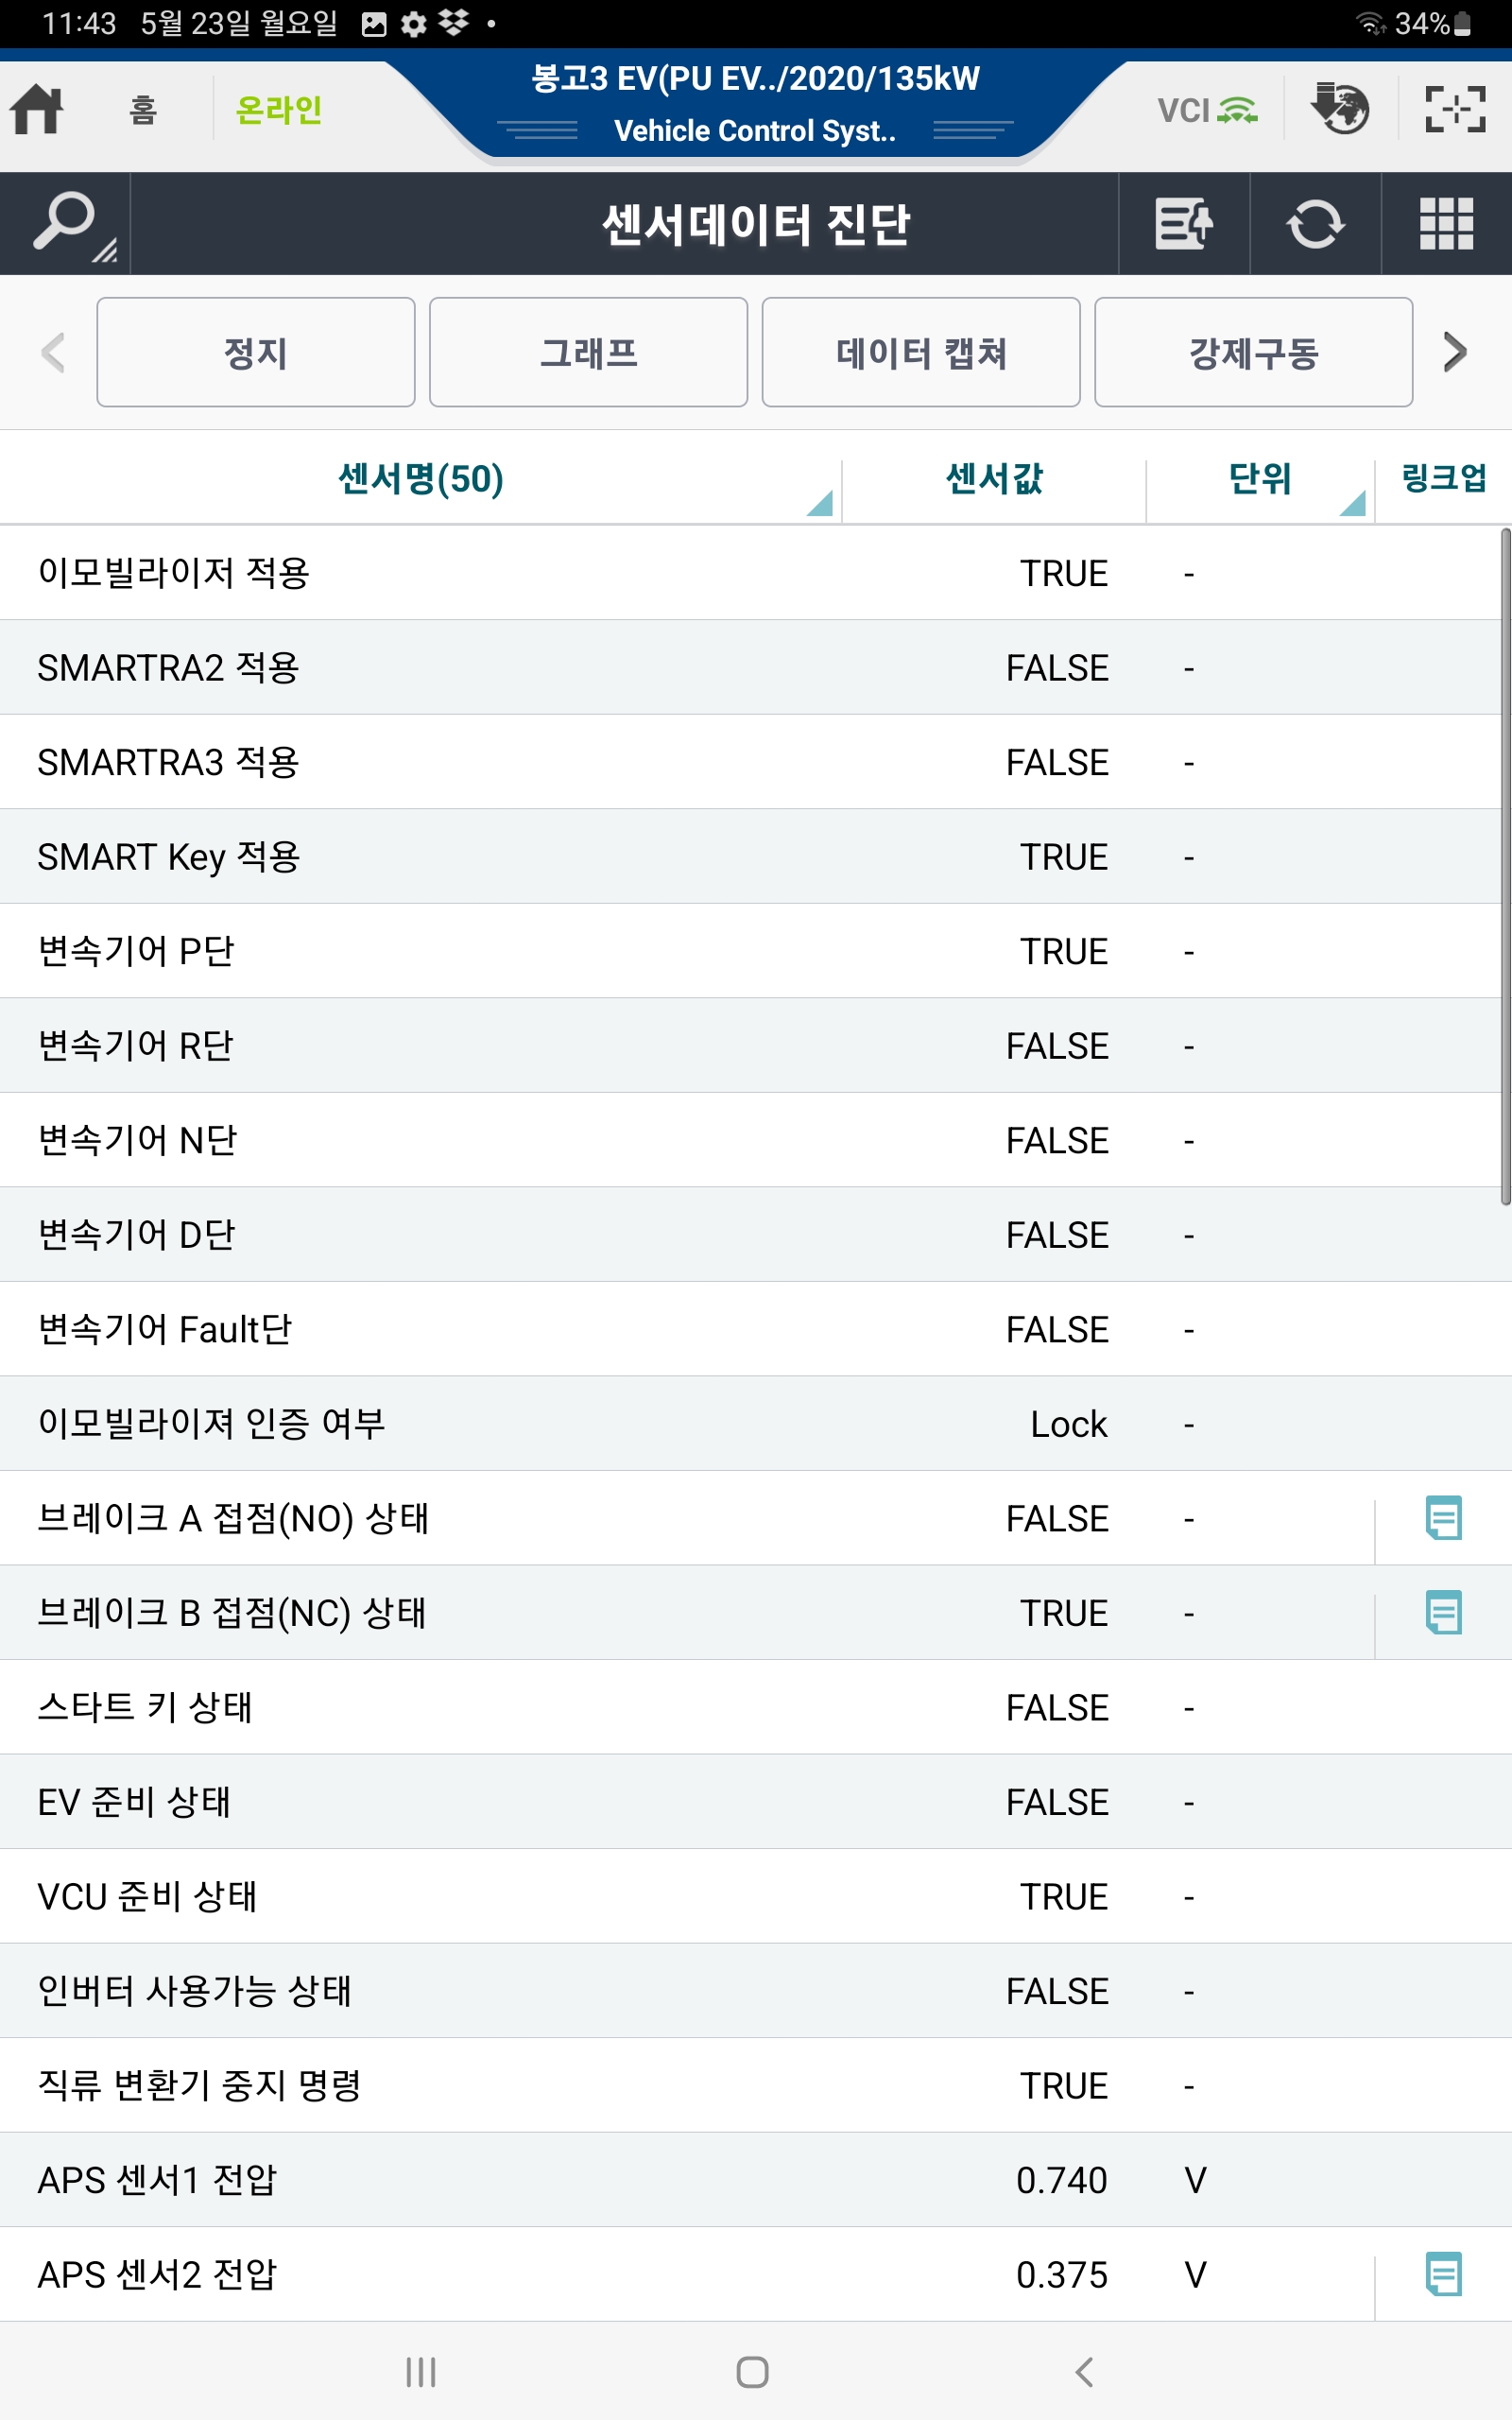 11:43 5월 23일 월요일 34%
봉고3 EV(PU EV../2020/135kW
홈 온라인 VCI
Vehicle Control Syst..
센서데이터 진단
정지 그래프 데이터 캡쳐 강제구동
센서명(50) 센서값 단위 링크업
이모빌라이저 적용 TRUE -
SMARTRA2 적용 FALSE -
SMARTRA3 적용 FALSE -
SMART Key 적용 TRUE -
변속기어 P단 TRUE -
변속기어 R단 FALSE -
변속기어 N단 FALSE -
변속기어 D단 FALSE -
변속기어 Fault단 FALSE -
이모빌라이져 인증 여부 Lock -
브레이크 A 접점(NO) 상태 FALSE -
브레이크 B 접점(NC) 상태 TRUE -
스타트 키 상태 FALSE -
EV 준비 상태 FALSE -
VCU 준비 상태 TRUE -
인버터 사용가능 상태 FALSE -
직류 변환기 중지 명령 TRUE -
APS 센서1 전압 0.740 V
APS 센서2 전압 0.375 V